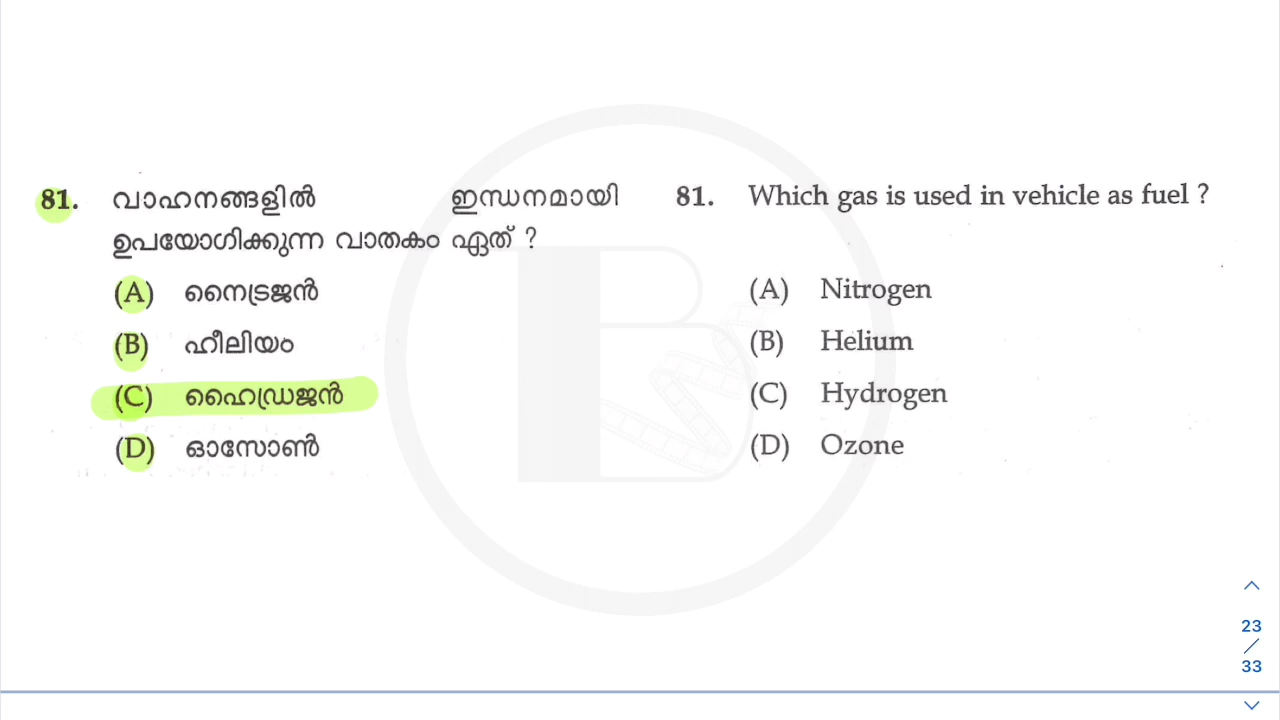 81. വാഹനങ്ങളിൽ ഇന്ധനമായി
ഉപയോഗിക്കുന്ന വാതകം ഏത് ?
(A) നൈട്രജൻ
(B) ഹീലിയം
(C) ഹൈഡ്രജൻ
(D) ഓസോൺ
81. Which gas is used in vehicle as fuel ?
(A) Nitrogen
(B) Helium
(C) Hydrogen
(D) Ozone
23
/
33